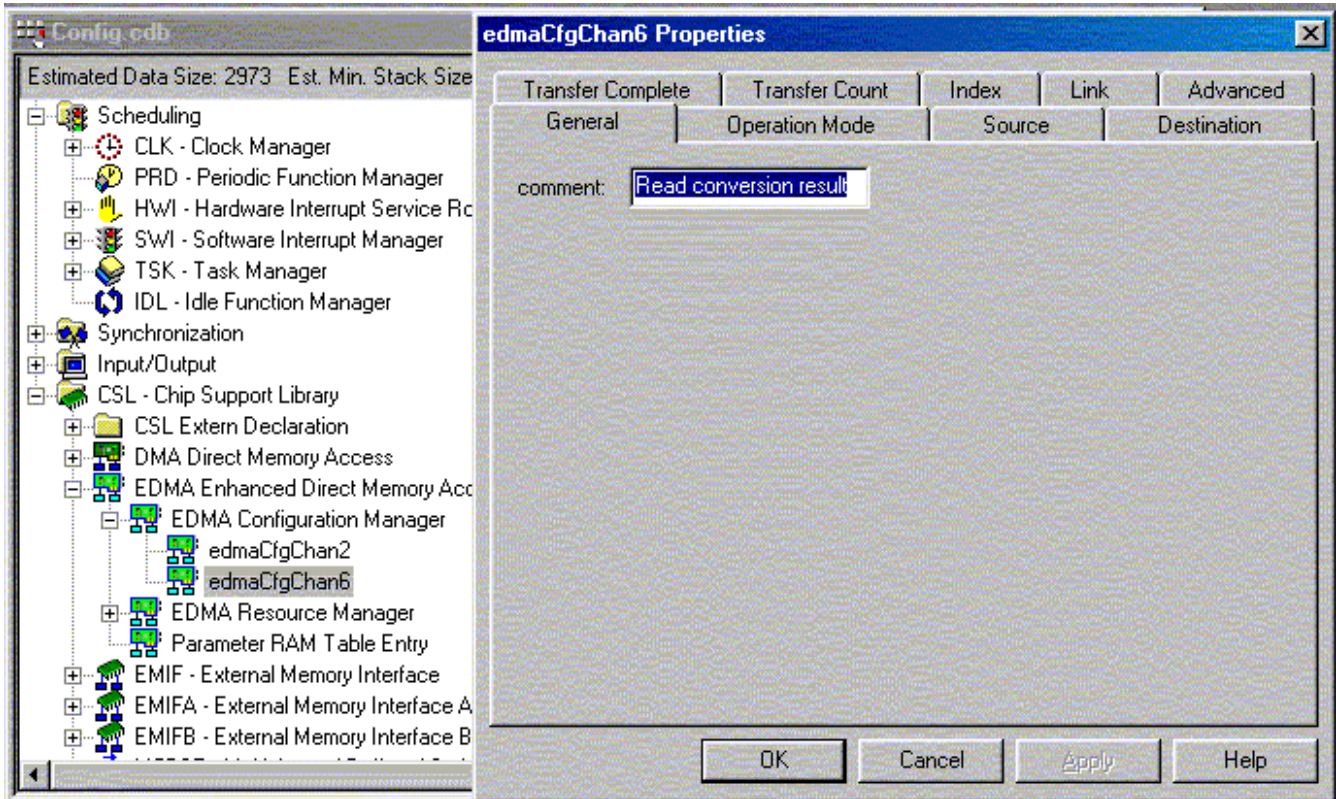 Config.cdb
Estimated Data Size: 2973 Est. Min. Stack Size
Scheduling
CLK - Clock Manager
PRD - Periodic Function Manager
HWI - Hardware Interrupt Service Ro
SWI - Software Interrupt Manager
TSK - Task Manager
IDL - Idle Function Manager
Synchronization
Input/Output
CSL - Chip Support Library
CSL Extern Declaration
DMA Direct Memory Access
EDMA Enhanced Direct Memory Acc
EDMA Configuration Manager
edmaCfgChan2
edmaCfgChan6
EDMA Resource Manager
Parameter RAM Table Entry
EMIF - External Memory Interface
EMIFA - External Memory Interface A
EMIFB - External Memory Interface B
edmaCfgChan6 Properties
Transfer Complete Transfer Count Index Link Advanced
General Operation Mode Source Destination
comment: Read conversion result
OK Cancel Apply Help